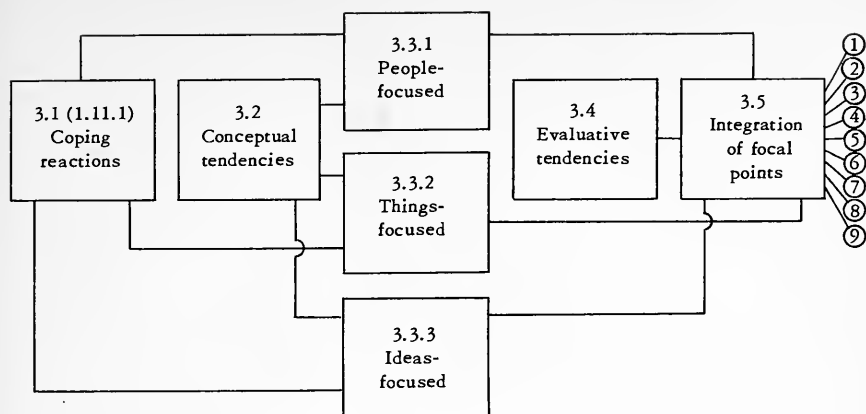 3.3.1
People-
focused
3.1 (1.11.1)
Coping
reactions
3.2
Conceptual
tendencies
3.4
Evaluative
tendencies
3.5
Integration
of focal
points
1
2
3
4
5
6
7
8
9
3.3.2
Things-
focused
3.3.3
Ideas-
focused